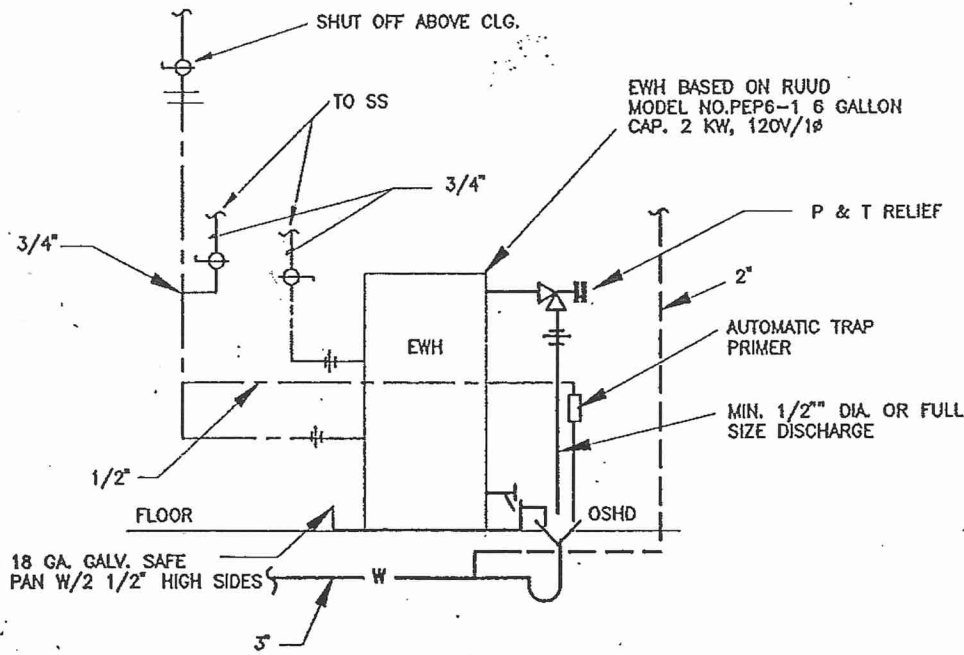 SHUT OFF ABOVE CLG.
EWH BASED ON RUUD
MODEL NO.PEP6-1 6 GALLON
CAP. 2 KW, 120V/1ø
TO SS
3/4"
P & T RELIEF
3/4"
2"
AUTOMATIC TRAP
PRIMER
EWH
MIN. 1/2"" DIA. OR FULL
SIZE DISCHARGE
1/2"
FLOOR
OSHD
18 GA. GALV. SAFE
PAN W/2 1/2" HIGH SIDES
W
3"